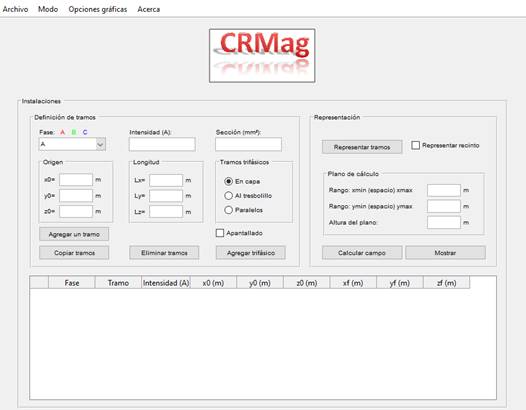 Archivo Modo Opciones gráficas Acerca
CRMag
Instalaciones
Definición de tramos
Fase: A B C Intensidad (A): Sección (mm²):
A
Origen Longitud Tramos trifásicos
x0= m Lx= m En capa
y0= m Ly= m Al tresbolillo
z0= m Lz= m Paralelos
Agregar un tramo Apantallado
Copiar tramos Eliminar tramos Agregar trifásico
Representación
Representar tramos Representar recinto
Plano de cálculo
Rango: xmin (espacio) xmax m
Rango: ymin (espacio) ymax m
Altura del plano: m
Calcular campo Mostrar
Fase Tramo Intensidad (A) x0 (m) y0 (m) z0 (m) xf (m) yf (m) zf (m)